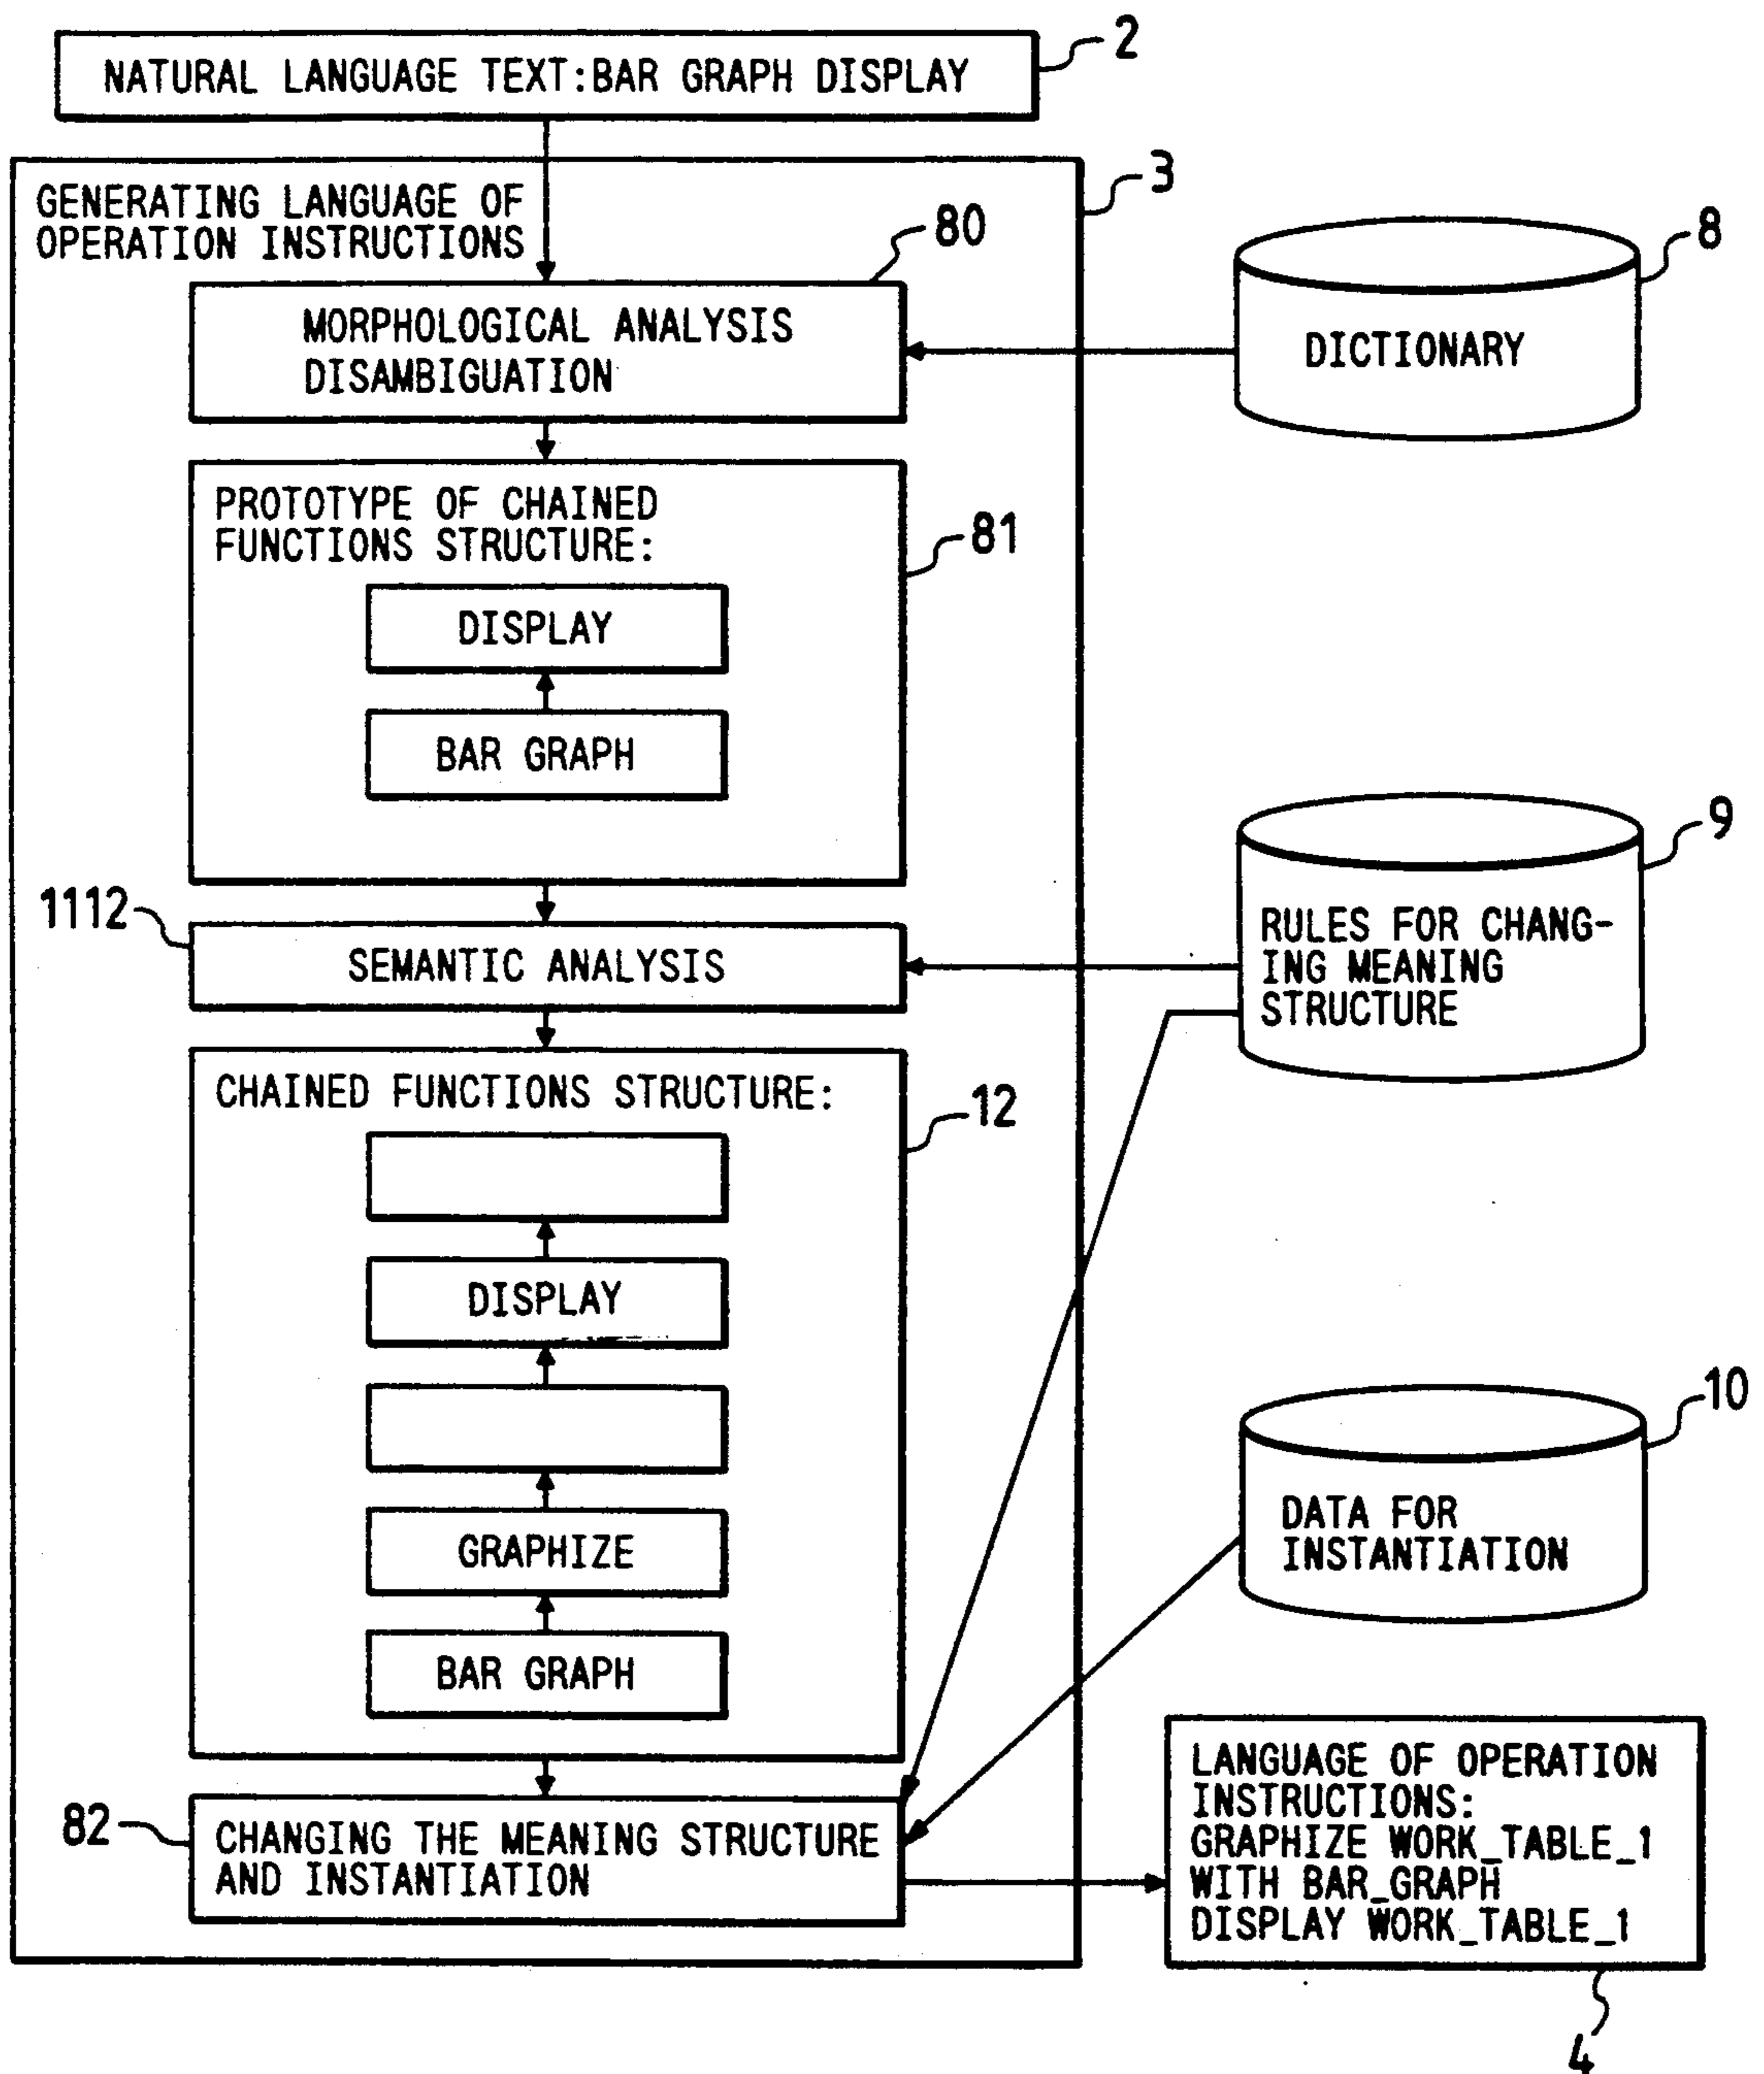 2
NATURAL LANGUAGE TEXT:BAR GRAPH DISPLAY
3
GENERATING LANGUAGE OF
OPERATION INSTRUCTIONS
80
8
MORPHOLOGICAL ANALYSIS
DISAMBIGUATION
DICTIONARY
PROTOTYPE OF CHAINED
FUNCTIONS STRUCTURE:
81
DISPLAY
BAR GRAPH
9
1112
SEMANTIC ANALYSIS
RULES FOR CHANG-
ING MEANING
STRUCTURE
CHAINED FUNCTIONS STRUCTURE:
12
DISPLAY
GRAPHIZE
BAR GRAPH
10
DATA FOR
INSTANTIATION
82
CHANGING THE MEANING STRUCTURE
AND INSTANTIATION
LANGUAGE OF OPERATION
INSTRUCTIONS:
GRAPHIZE WORK_TABLE_1
WITH BAR_GRAPH
DISPLAY WORK_TABLE_1
4